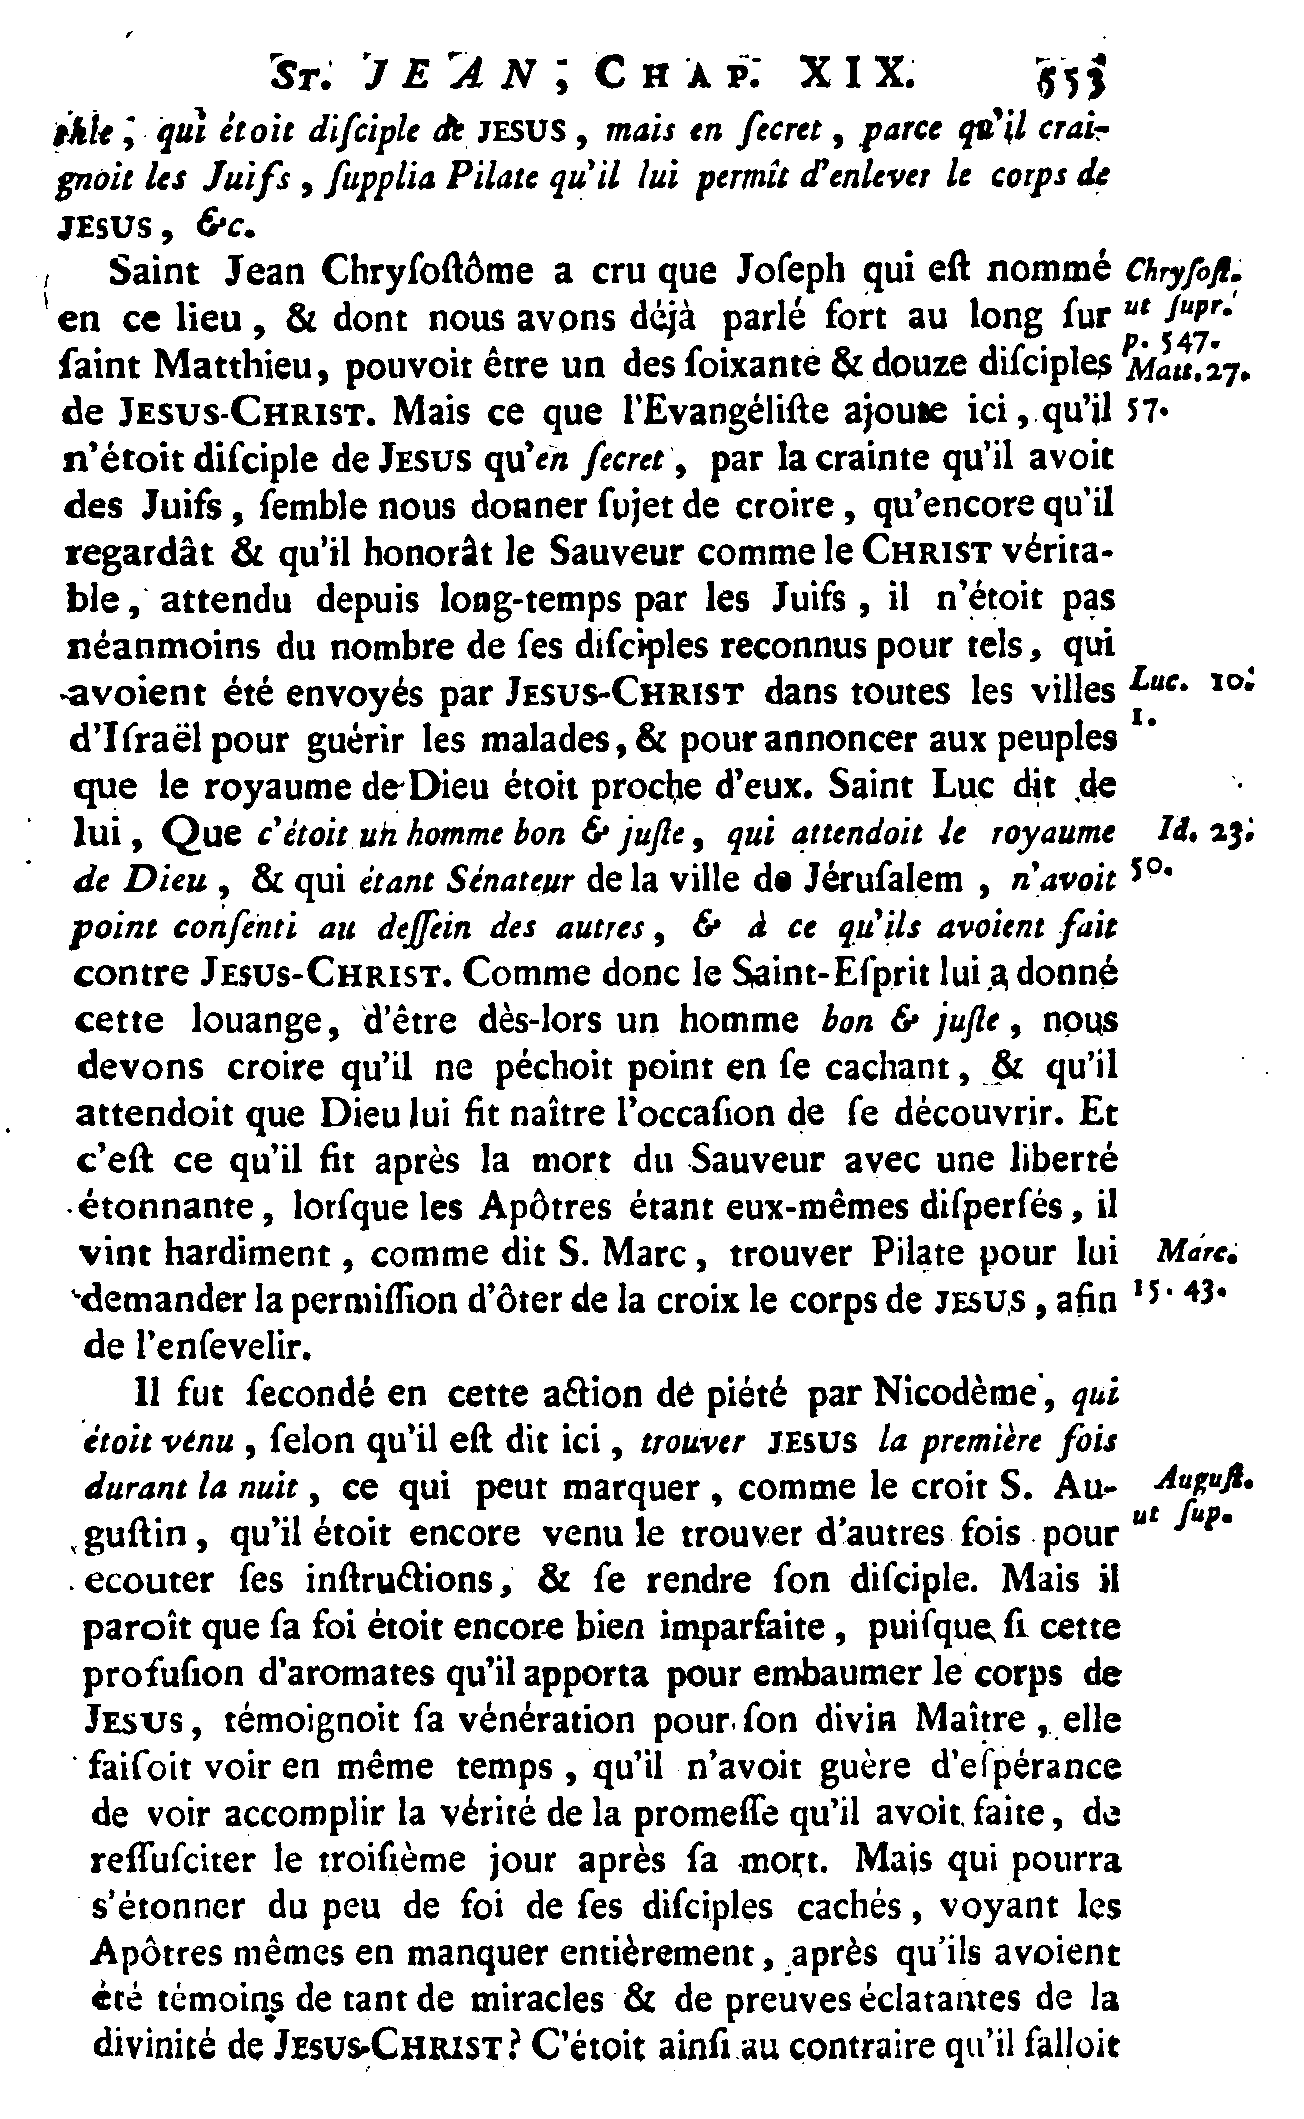 ST. JEAN, CHAP. XIX. 653
thie, qui étoit diſciple de JESUS, mais en ſecret, parce qu'il crai-
gnoit les Juifs, ſupplia Pilate qu'il lui permît d'enlever le corps de
JESUS, &c.
Saint Jean Chryſoſtôme a cru que Joſeph qui eſt nommé Chryſoſt.
en ce lieu, & dont nous avons déjà parlé fort au long ſur ut ſupr.
p. 547.
ſaint Matthieu, pouvoit être un des ſoixante & douze diſciples Matt. 27.
de JESUS-CHRIST. Mais ce que l'Evangéliſte ajoute ici, qu'il 57.
n'étoit diſciple de JESUS qu'en ſecret, par la crainte qu'il avoit
des Juifs, ſemble nous donner ſujet de croire, qu'encore qu'il
regardât & qu'il honorât le Sauveur comme le CHRIST vérita-
ble, attendu depuis long-temps par les Juifs, il n'étoit pas
néanmoins du nombre de ſes diſciples reconnus pour tels, qui
avoient été envoyés par JESUS-CHRIST dans toutes les villes Luc. 10.
d'Iſraël pour guérir les malades, & pour annoncer aux peuples 1.
que le royaume de Dieu étoit proche d'eux. Saint Luc dit de
lui, Que c'étoit un homme bon & juſte, qui attendoit le royaume Id. 23.
de Dieu, & qui étant Sénateur de la ville de Jéruſalem, n'avoit 50.
point conſenti au deſſein des autres, & à ce qu'ils avoient fait
contre JESUS-CHRIST. Comme donc le Saint-Eſprit lui a donné
cette louange, d'être dès-lors un homme bon & juſte, nous
devons croire qu'il ne péchoit point en ſe cachant, & qu'il
attendoit que Dieu lui fit naître l'occaſion de ſe découvrir. Et
c'eſt ce qu'il fit après la mort du Sauveur avec une liberté
étonnante, lorſque les Apôtres étant eux-mêmes diſperſés, il
vint hardiment, comme dit S. Marc, trouver Pilate pour lui Marc.
demander la permiſſion d'ôter de la croix le corps de JESUS, afin 15. 43.
de l'enſevelir.
Il fut ſecondé en cette action de piété par Nicodème, qui
étoit venu, ſelon qu'il eſt dit ici, trouver JESUS la première fois
durant la nuit, ce qui peut marquer, comme le croit S. Au- Auguſt.
guſtin, qu'il étoit encore venu le trouver d'autres fois pour ut ſup.
ecouter ſes inſtructions, & ſe rendre ſon diſciple. Mais il
paroît que ſa foi étoit encore bien imparfaite, puiſque ſi cette
profuſion d'aromates qu'il apporta pour embaumer le corps de
JESUS, témoignoit ſa vénération pour ſon divin Maître, elle
faiſoit voir en même temps, qu'il n'avoit guère d'eſpérance
de voir accomplir la vérité de la promeſſe qu'il avoit faite, de
reſſuſciter le troiſième jour après ſa mort. Mais qui pourra
s'étonner du peu de foi de ſes diſciples cachés, voyant les
Apôtres mêmes en manquer entièrement, après qu'ils avoient
été témoins de tant de miracles & de preuves éclatantes de la
divinité de JESUS-CHRIST? C'étoit ainſi au contraire qu'il falloit